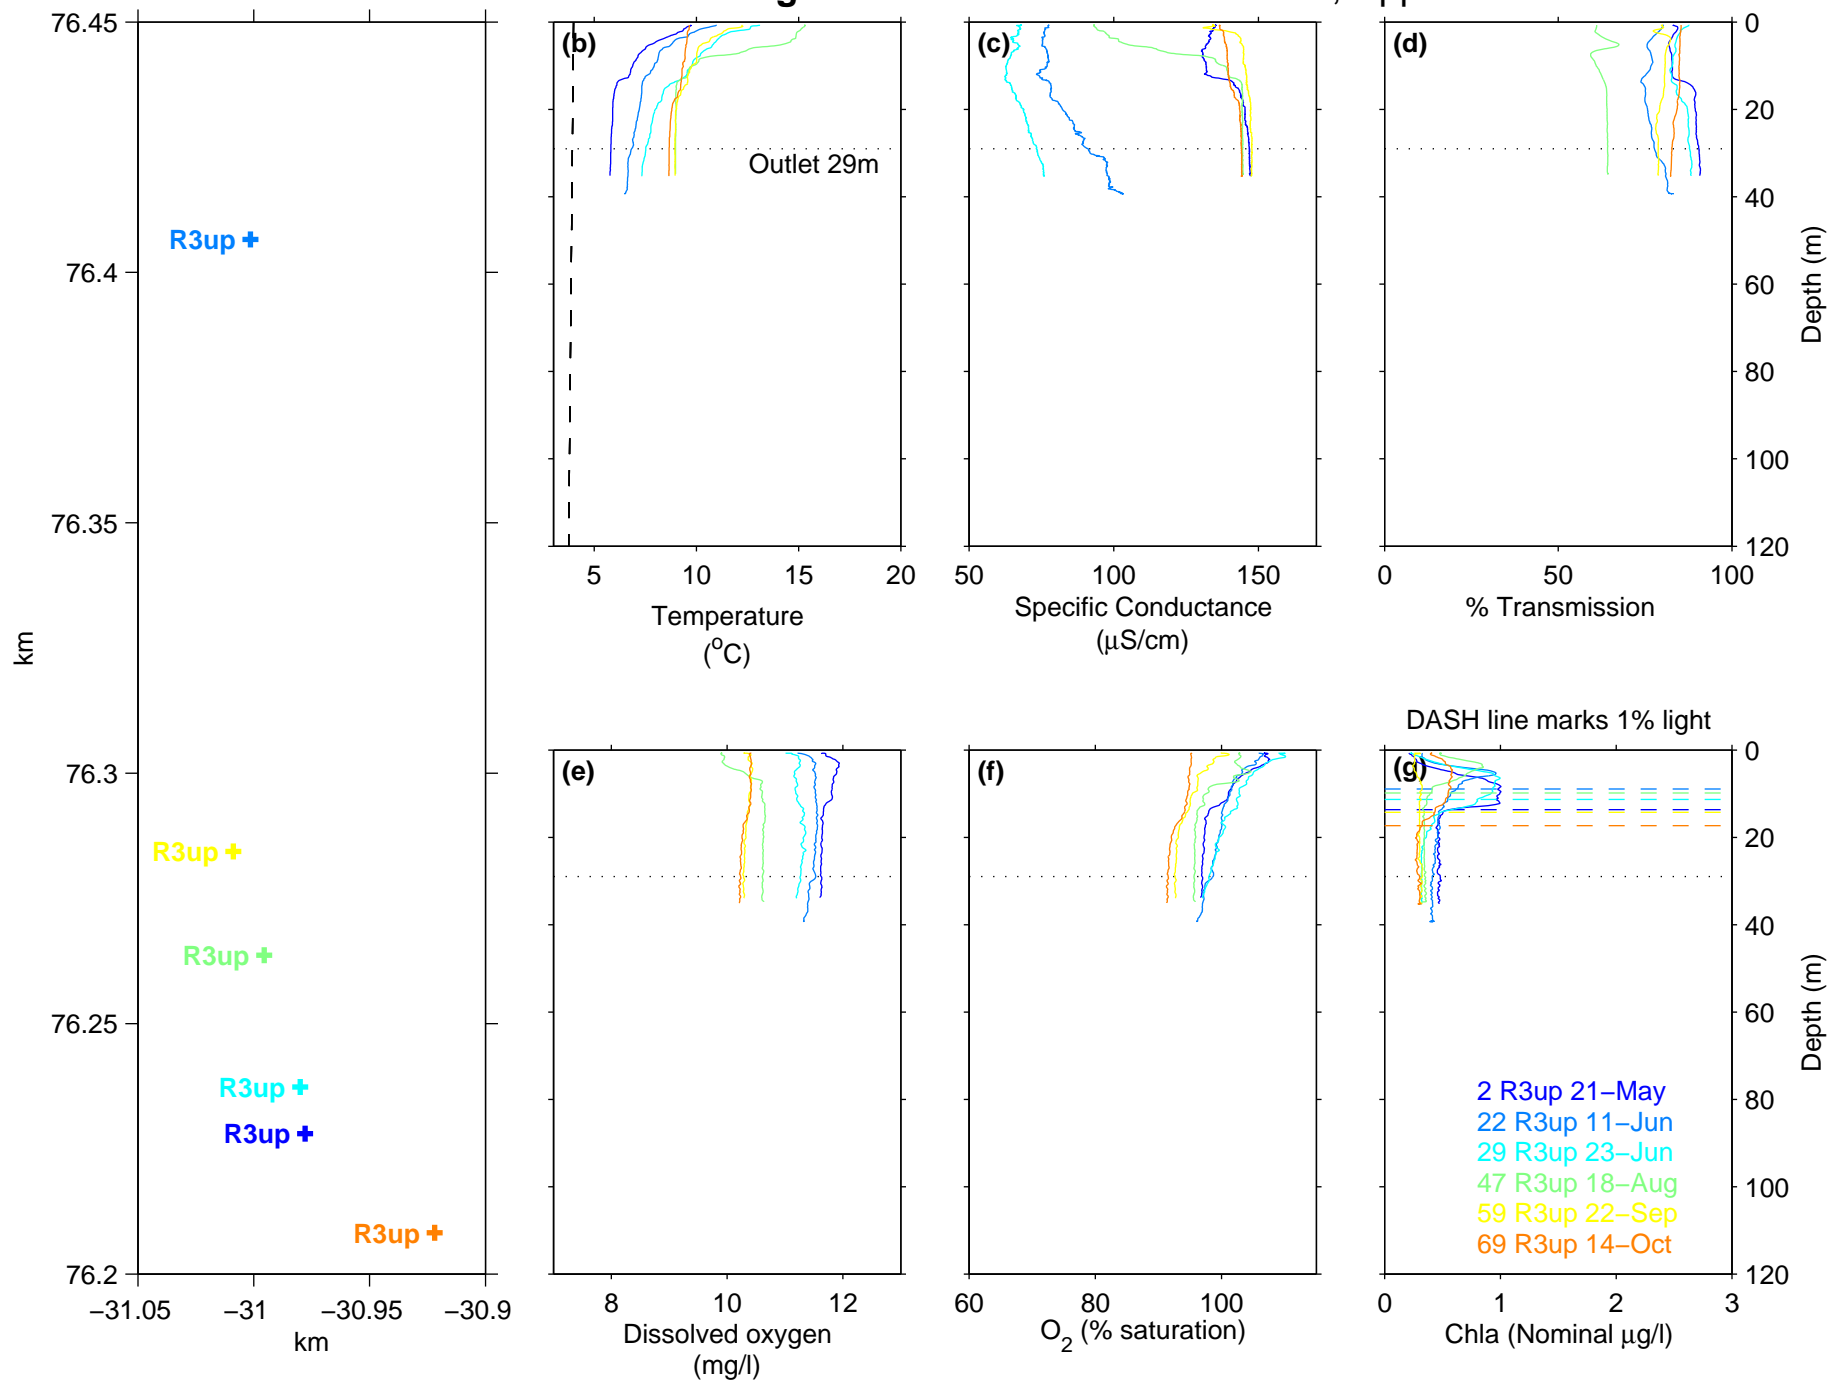 76.45
76.4
76.35
76.3
76.25
76.2
km
−31.05
−31
−30.95
−30.9
km
R3up
R3up
R3up
R3up
R3up
R3up
(b)
Outlet 29m
5
10
15
20
Temperature
(°C)
(c)
50
100
150
Specific Conductance
(μS/cm)
(d)
0
50
100
% Transmission
0
20
40
60
80
100
120
Depth (m)
(e)
8
10
12
Dissolved oxygen
(mg/l)
(f)
60
80
100
O2 (% saturation)
DASH line marks 1% light
(g)
2 R3up 21−May
22 R3up 11−Jun
29 R3up 23−Jun
47 R3up 18−Aug
59 R3up 22−Sep
69 R3up 14−Oct
0
1
2
3
Chla (Nominal μg/l)
0
20
40
60
80
100
120
Depth (m)